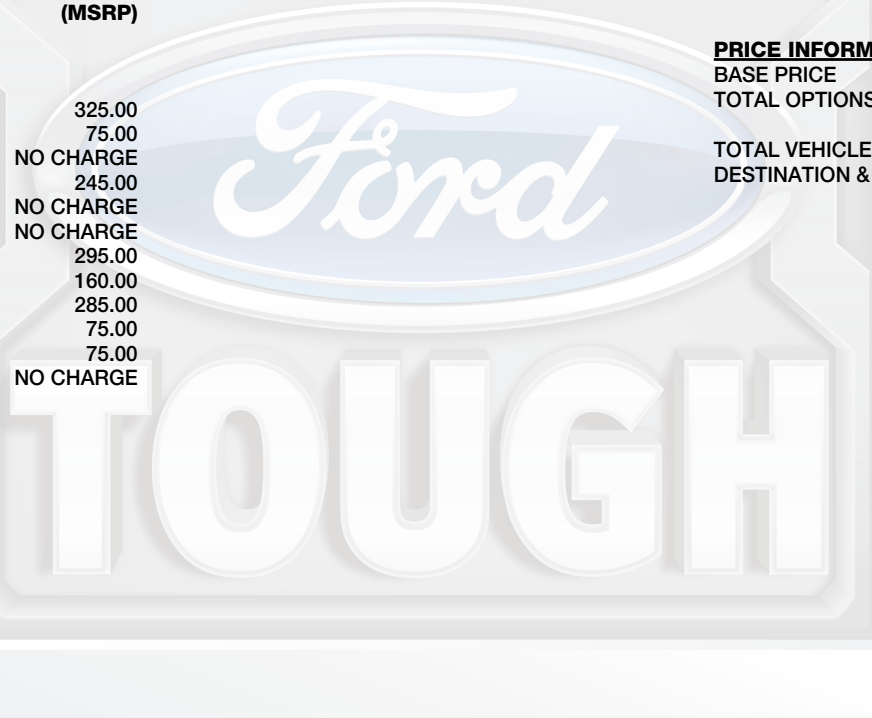 (MSRP)
325.00
75.00
NO CHARGE
245.00
NO CHARGE
NO CHARGE
295.00
160.00
285.00
75.00
75.00
NO CHARGE
PRICE INFORM
BASE PRICE
TOTAL OPTIONS
TOTAL VEHICLE
DESTINATION &
Ford
TOUGH